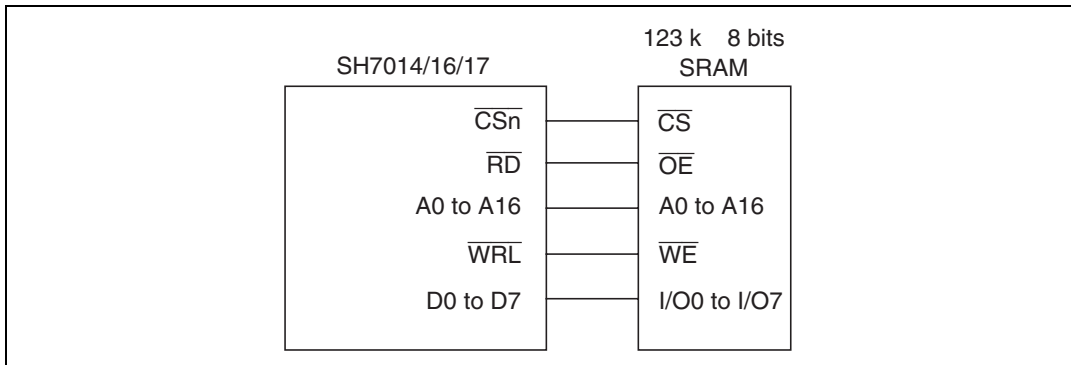 123 k 8 bits
SH7014/16/17 SRAM
CSn CS
RD OE
A0 to A16 A0 to A16
WRL WE
D0 to D7 I/O0 to I/O7